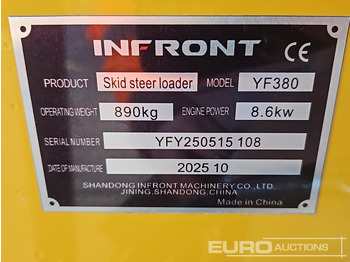 INFRONT CE
PRODUCT Skid steer loader MODEL YF380
OPERATING WEIGHT 890kg ENGINE POWER 8.6kw
SERIAL NUMBER YFY250515 108
DATE OF MANUFACTURE 2025 10
SHANDONG INFRONT MACHINERY CO.,LTD.
JINING,SHANDONG,CHINA
Made in China
EURO AUCTIONS